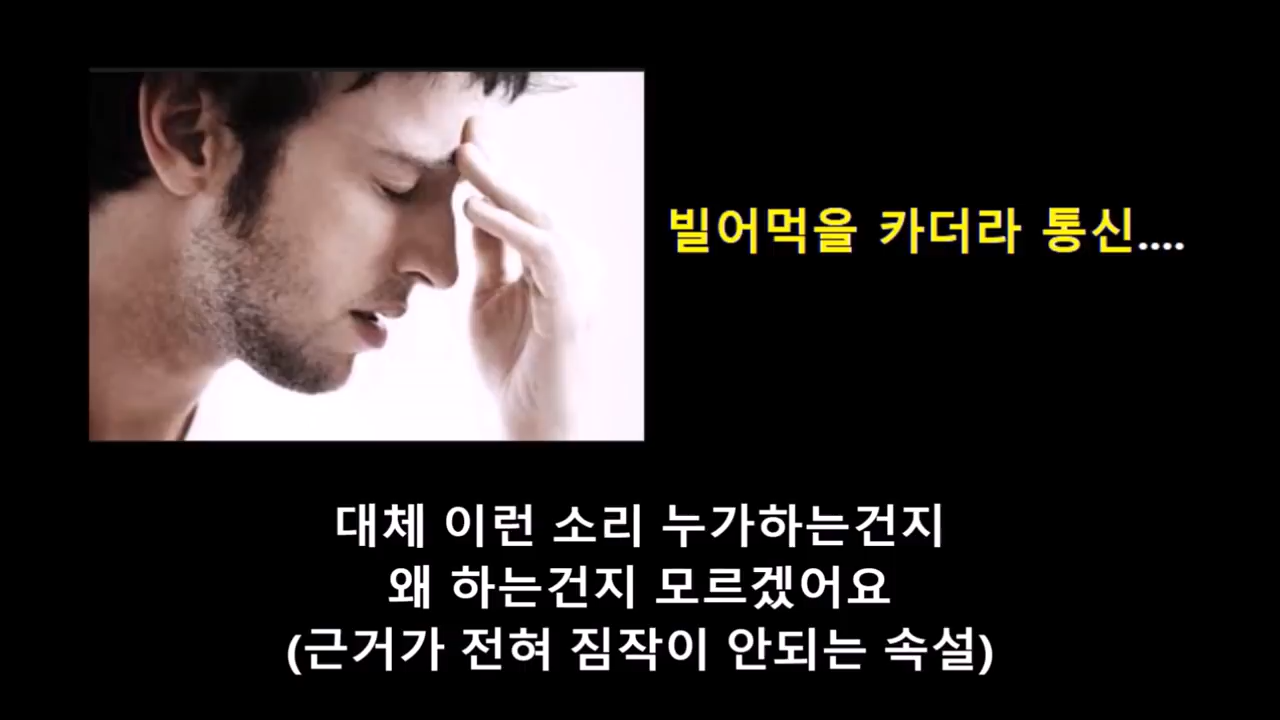 빌어먹을 카더라 통신....
대체 이런 소리 누가하는건지
왜 하는건지 모르겠어요
(근거가 전혀 짐작이 안되는 속설)